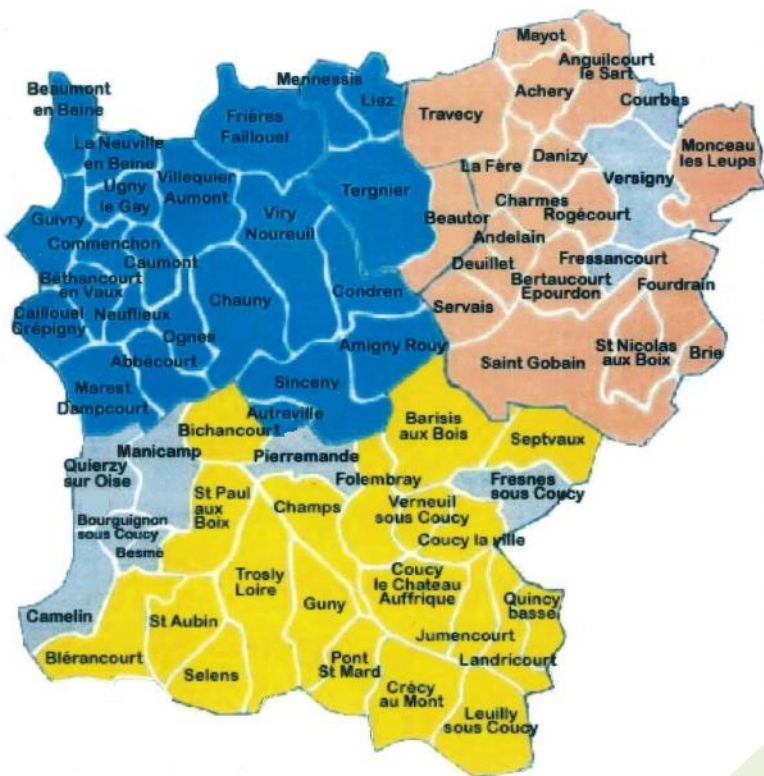 Mayot
Anguilcourt
le Sart
Beaumont
en Beine
Mennessis
Liez
Achery
Courbes
Frières
Faillouel
Travecy
La Neuville
en Beine
Monceau
les Leups
Danizy
La Fère
Villequier
Aumont
Ugny
le Gay
Tergnier
Versigny
Charmes
Rogécourt
Viry
Noureuil
Beautor
Guivry
Andelain
Commenchon
Caumont
Deuillet
Fressancourt
Béthancourt
en Vaux
Bertaucourt
Epourdon
Fourdrain
Chauny
Condren
Servais
Caillouel
Crépigny
Neuflieux
Ognes
Amigny Rouy
St Nicolas
aux Boix
Brie
Abbécourt
Saint Gobain
Sinceny
Marest
Dampcourt
Autreville
Barisis
aux Bois
Bichancourt
Septvaux
Manicamp
Pierremande
Quierzy
sur Oise
Folembray
Fresnes
sous Coucy
St Paul
aux
Boix
Champs
Verneuil
sous Coucy
Bourguignon
sous Coucy
Coucy la ville
Besmé
Coucy
le Chateau
Auffrique
Trosly
Loire
Guny
Quincy
basse
Camelin
St Aubin
Jumencourt
Blérancourt
Pont
St Mard
Landricourt
Selens
Crécy
au Mont
Leuilly
sous Coucy